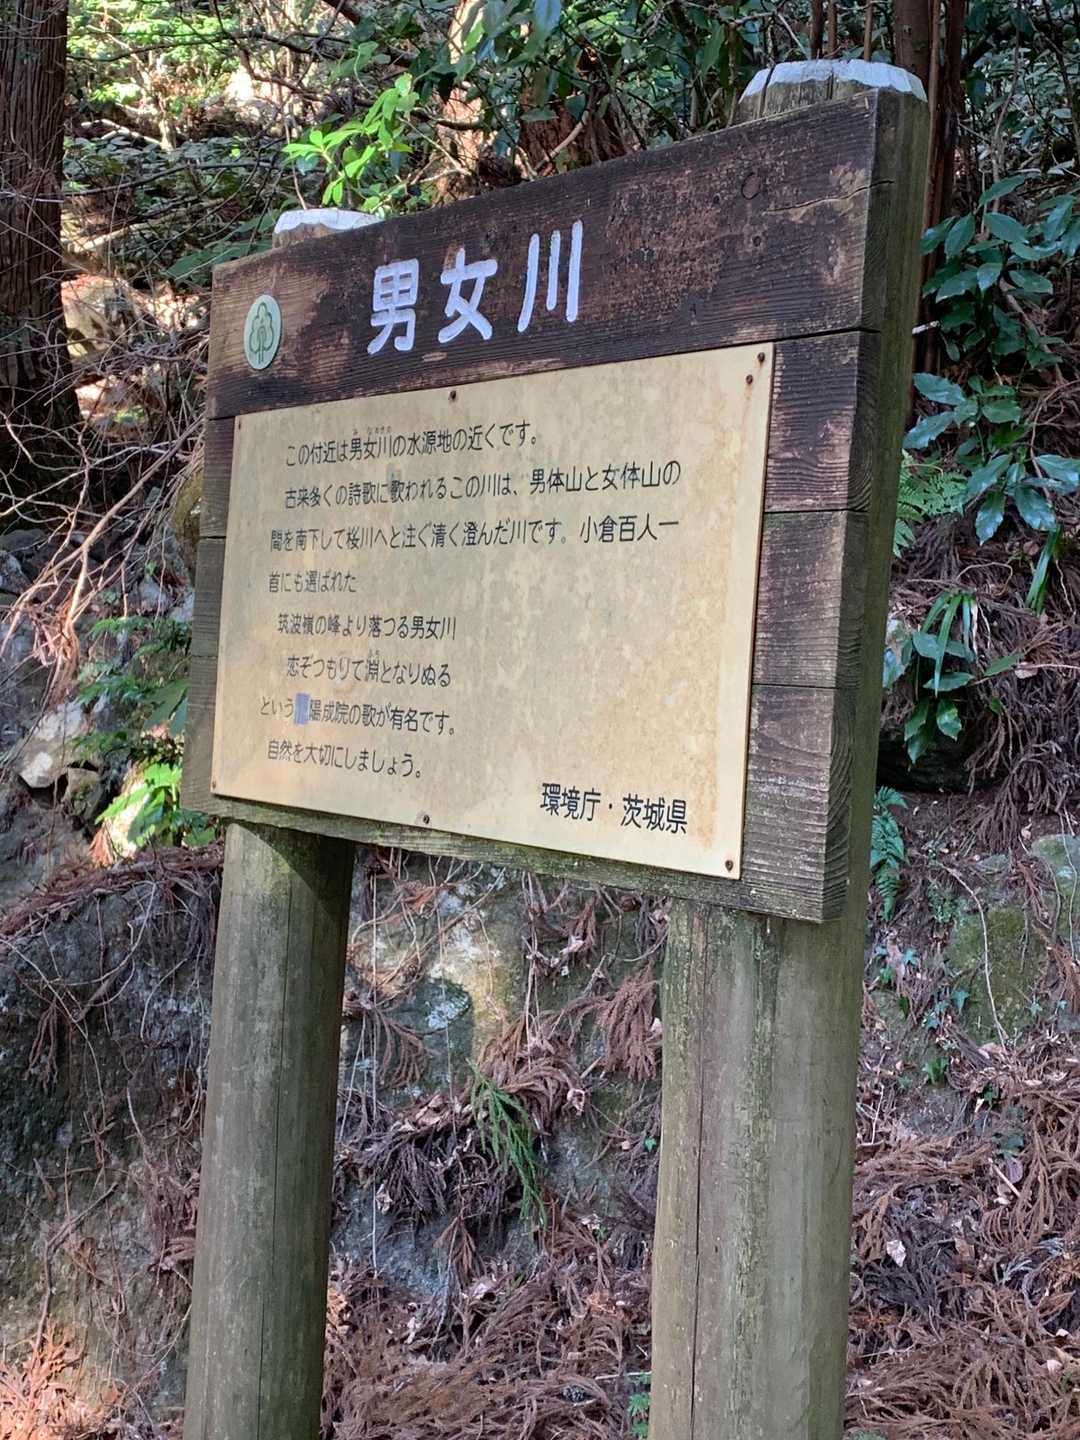 男女川
この付近は男女川の水源地の近くです。
古来多くの詩歌に歌われるこの川は、男体山と女体山の
間を南下して桜川へと注ぐ清く澄んだ川です。小倉百人一
首にも選ばれた
筑波嶺の峰より落つる男女川
恋ぞつもりて淵となりぬる
という陽成院の歌が有名です。
自然を大切にしましょう。
環境庁・茨城県